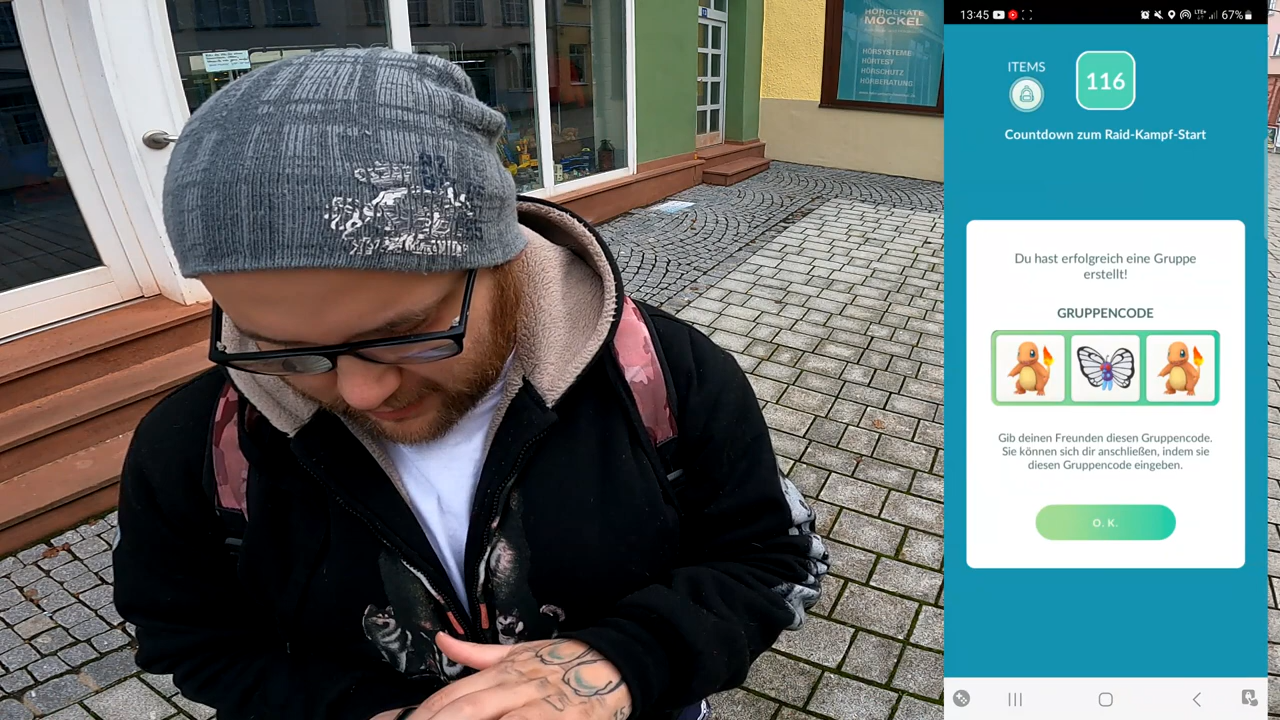 HÖRGERÄTE
MÖCKEL
HÖRSYSTEME
HÖRTEST
HÖRSCHUTZ
HÖRBERATUNG
13:45
67%
ITEMS
116
Countdown zum Raid-Kampf-Start
Du hast erfolgreich eine Gruppe
erstellt!
GRUPPENCODE
Gib deinen Freunden diesen Gruppencode.
Sie können sich dir anschließen, indem sie
diesen Gruppencode eingeben.
O. K.